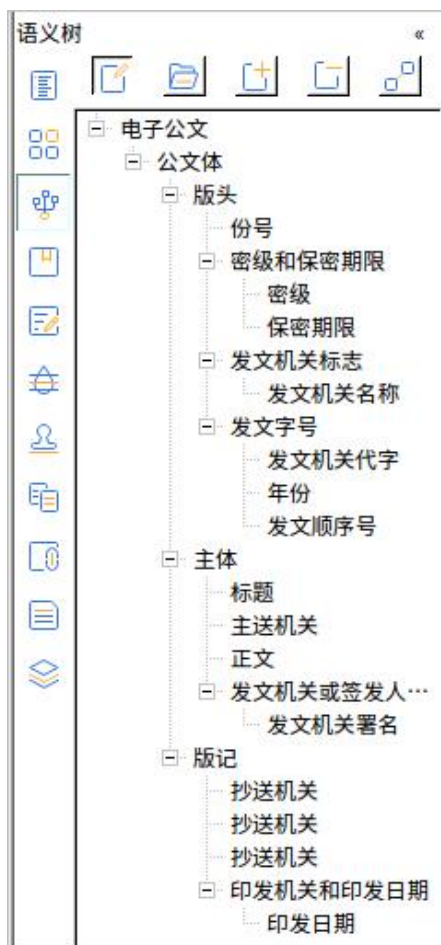 语义树 «
电子公文
公文体
版头
份号
密级和保密期限
密级
保密期限
发文机关标志
发文机关名称
发文字号
发文机关代字
年份
发文顺序号
主体
标题
主送机关
正文
发文机关或签发人…
发文机关署名
版记
抄送机关
抄送机关
抄送机关
印发机关和印发日期
印发日期